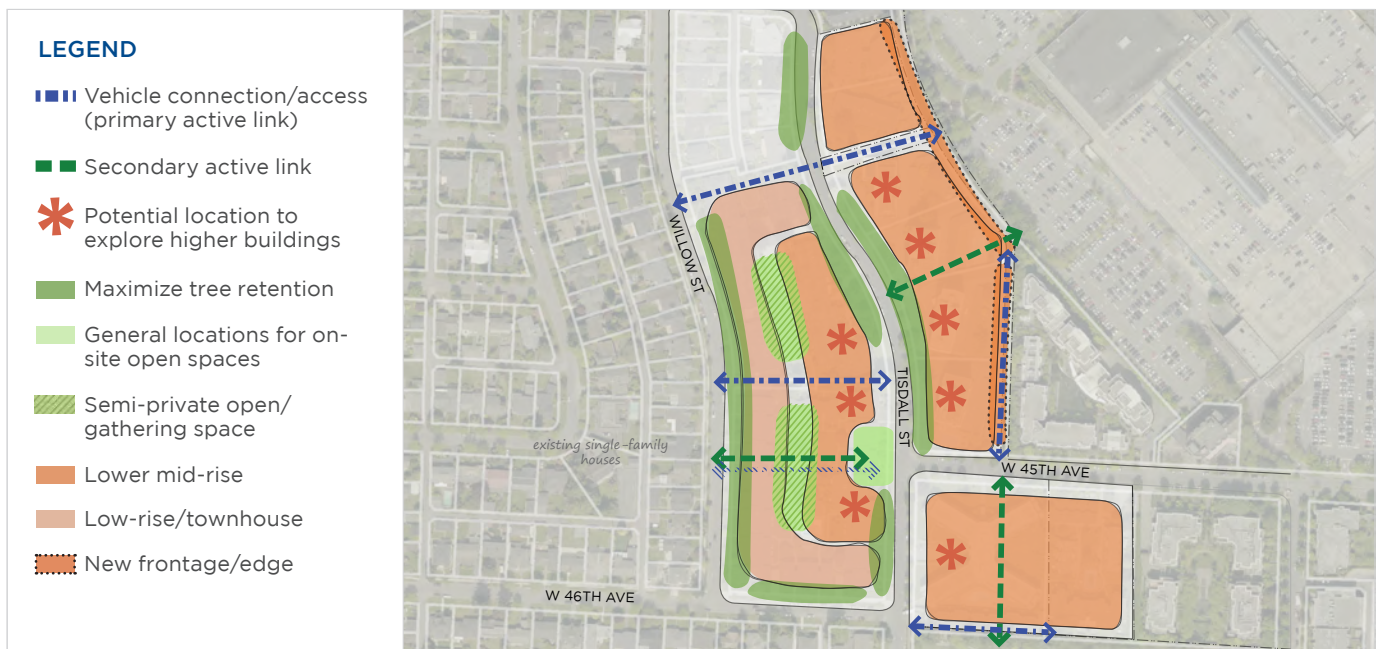 LEGEND
Vehicle connection/access
(primary active link)
Secondary active link
Potential location to
explore higher buildings
Maximize tree retention
General locations for on-
site open spaces
Semi-private open/
gathering space
Lower mid-rise
Low-rise/townhouse
New frontage/edge
WILLOW ST
TISDALL ST
existing single-family
houses
W 45TH AVE
W 46TH AVE